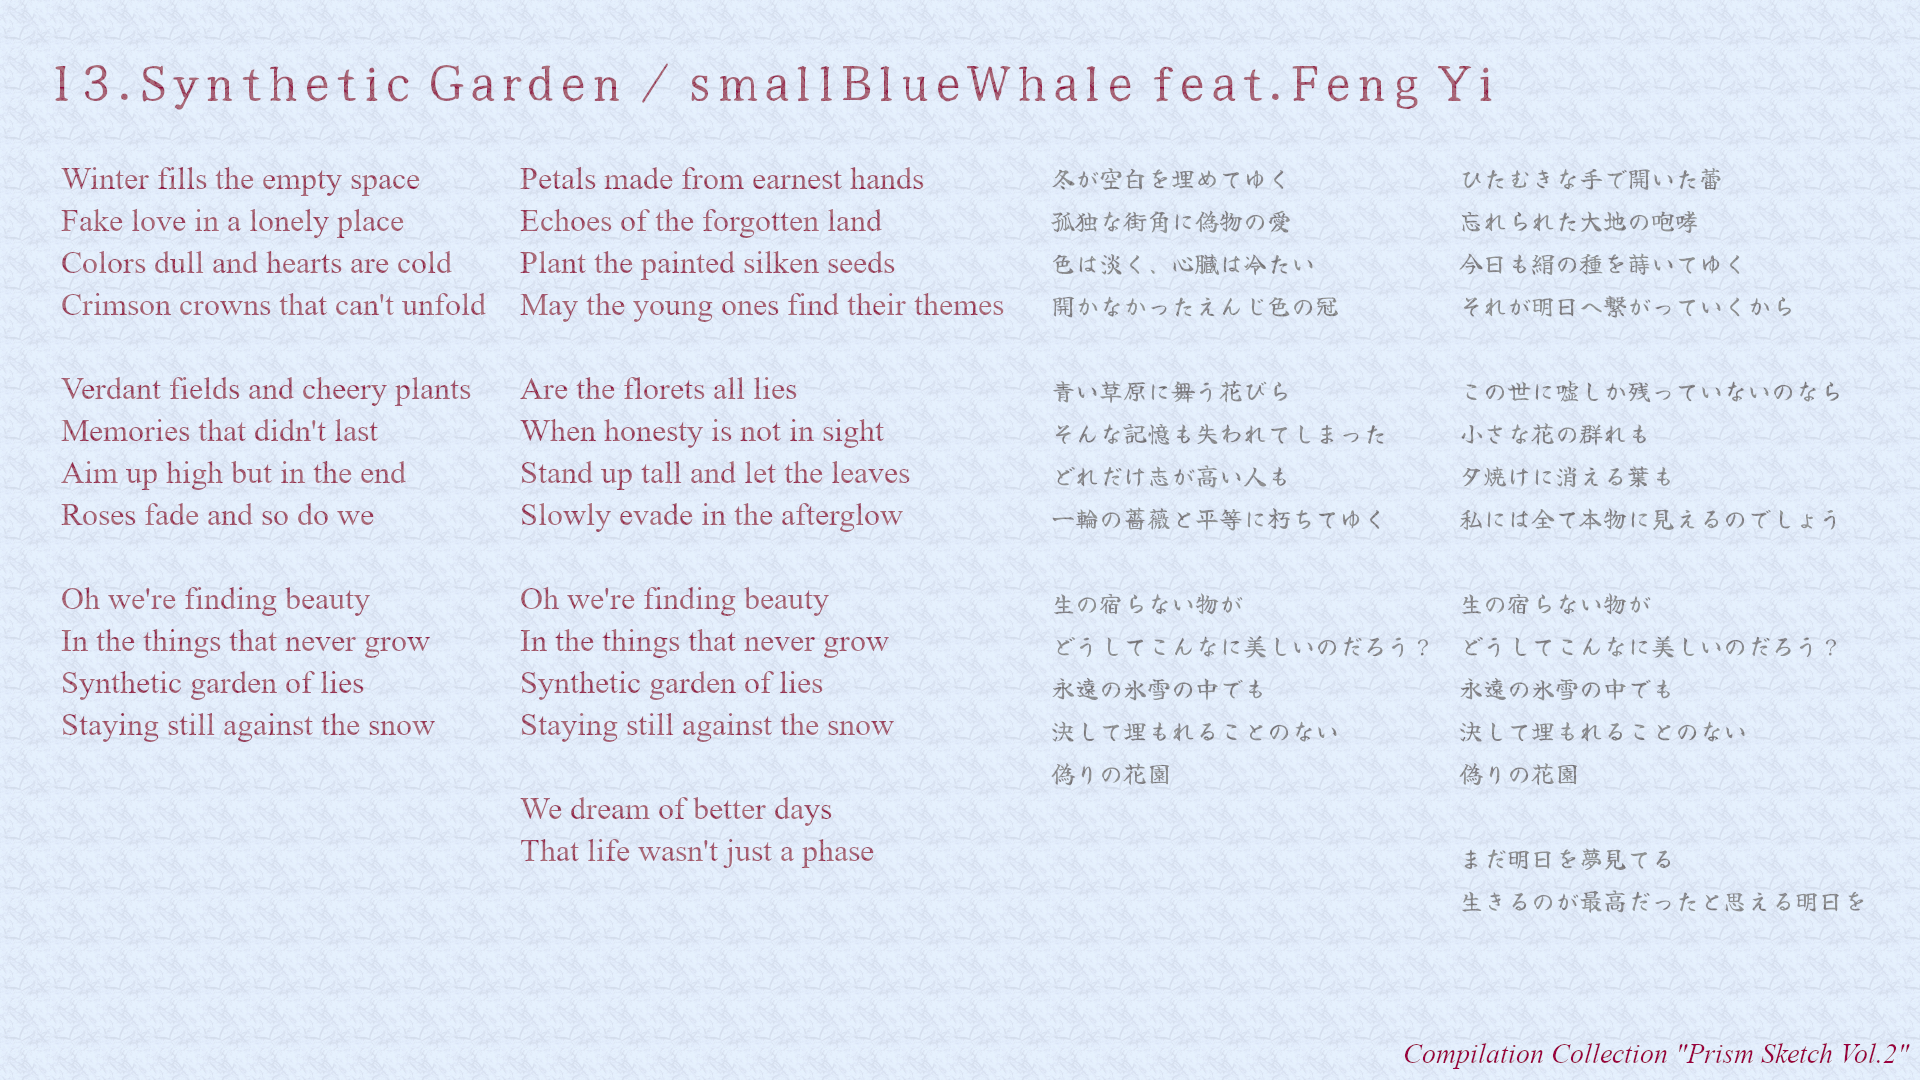 13.Synthetic Garden / smallBlueWhale feat.Feng Yi
Winter fills the empty space
Fake love in a lonely place
Colors dull and hearts are cold
Crimson crowns that can't unfold
Verdant fields and cheery plants
Memories that didn't last
Aim up high but in the end
Roses fade and so do we
Oh we're finding beauty
In the things that never grow
Synthetic garden of lies
Staying still against the snow
Petals made from earnest hands
Echoes of the forgotten land
Plant the painted silken seeds
May the young ones find their themes
Are the florets all lies
When honesty is not in sight
Stand up tall and let the leaves
Slowly evade in the afterglow
Oh we're finding beauty
In the things that never grow
Synthetic garden of lies
Staying still against the snow
We dream of better days
That life wasn't just a phase
冬が空白を埋めてゆく
孤独な街角に偽物の愛
色は淡く、心臓は冷たい
開かなかったえんじ色の冠
青い草原に舞う花びら
そんな記憶も失われてしまった
どれだけ志が高い人も
一輪の薔薇と平等に朽ちてゆく
生の宿らない物が
どうしてこんなに美しいのだろう？
永遠の氷雪の中でも
決して埋もれることのない
偽りの花園
ひたむきな手で開いた蕾
忘れられた大地の咆哮
今日も絹の種を蒔いてゆく
それが明日へ繋がっていくから
この世に嘘しか残っていないのなら
小さな花の群れも
夕焼けに消える葉も
私には全て本物に見えるのでしょう
生の宿らない物が
どうしてこんなに美しいのだろう？
永遠の氷雪の中でも
決して埋もれることのない
偽りの花園
まだ明日を夢見てる
生きるのが最高だったと思える明日を
Compilation Collection "Prism Sketch Vol.2"